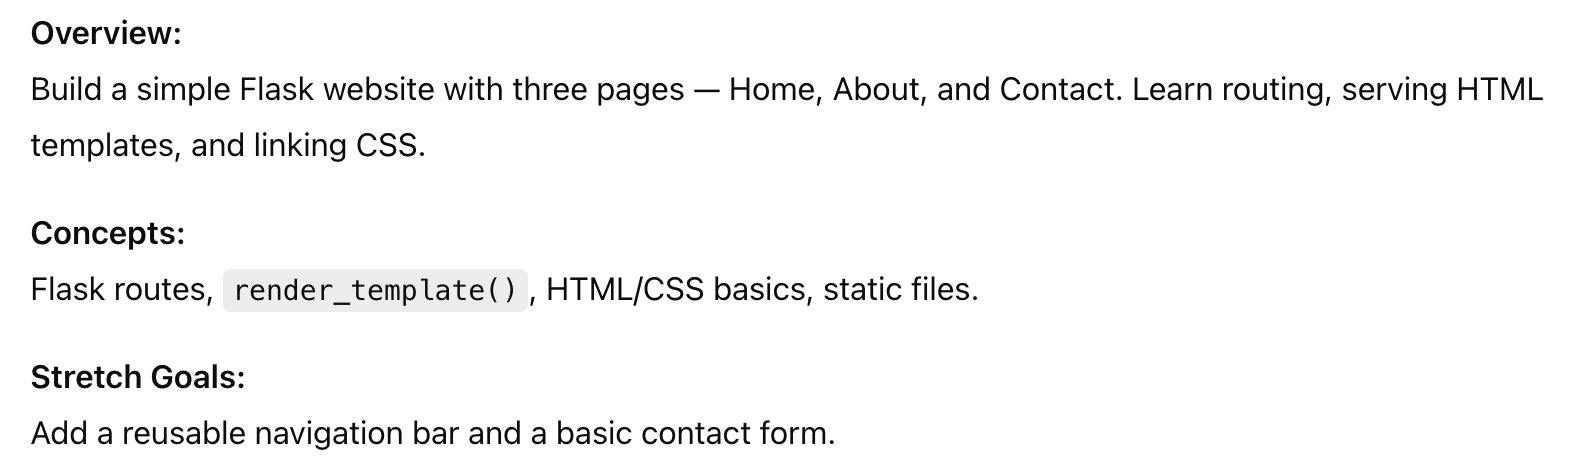 Overview:
Build a simple Flask website with three pages — Home, About, and Contact. Learn routing, serving HTML
templates, and linking CSS.
Concepts:
Flask routes, render_template(), HTML/CSS basics, static files.
Stretch Goals:
Add a reusable navigation bar and a basic contact form.